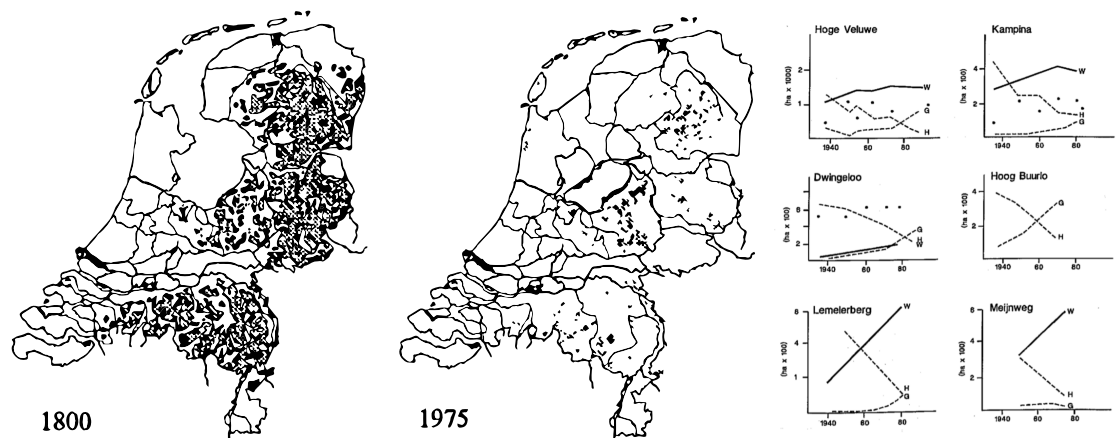 1800
1975
Hoge Veluwe
(ha x 1000)
2
1
W
G
H
1940
60
80
Kampina
(ha x 100)
4
2
W
H
G
1940
60
80
Dwingeloo
(ha x 100)
6
2
G
H
W
1940
60
80
Hoog Buurlo
(ha x 100)
4
2
G
H
1940
60
80
Lemelerberg
(ha x 100)
8
4
1
W
H
G
1940
60
80
Meijnweg
(ha x 100)
6
4
2
W
H
G
1940
60
80